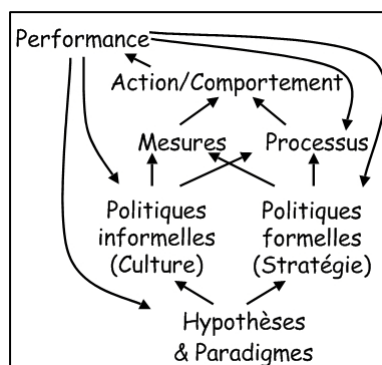 Performance
Action/Comportement
Mesures Processus
Politiques informelles (Culture)
Politiques formelles (Stratégie)
Hypothèses
& Paradigmes